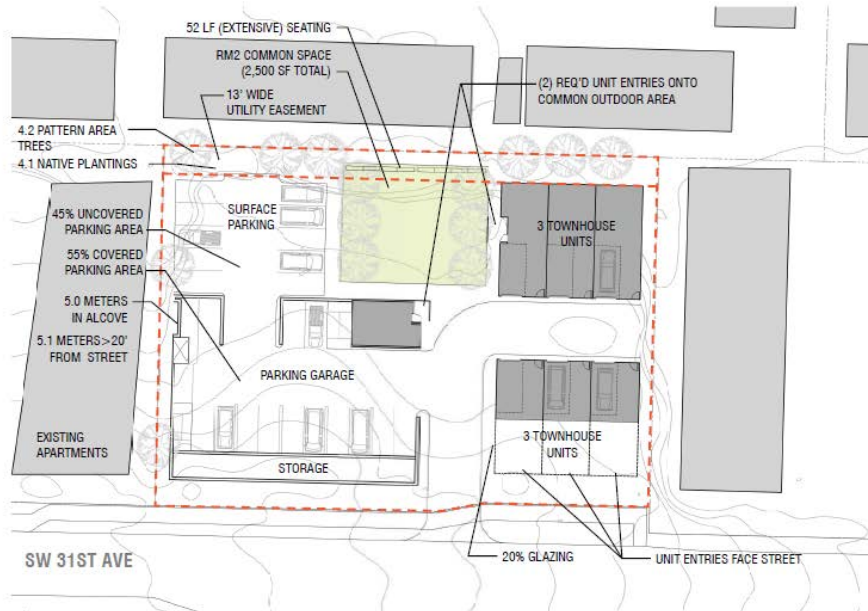 52 LF (EXTENSIVE) SEATING
RM2 COMMON SPACE
(2,500 SF TOTAL)
13' WIDE
UTILITY EASEMENT
(2) REQ'D UNIT ENTRIES ONTO
COMMON OUTDOOR AREA
4.2 PATTERN AREA
TREES
4.1 NATIVE PLANTINGS
45% UNCOVERED
PARKING AREA
55% COVERED
PARKING AREA
5.0 METERS
IN ALCOVE
5.1 METERS>20'
FROM STREET
EXISTING
APARTMENTS
SURFACE
PARKING
3 TOWNHOUSE
UNITS
PARKING GARAGE
STORAGE
3 TOWNHOUSE
UNITS
20% GLAZING
UNIT ENTRIES FACE STREET
SW 31ST AVE